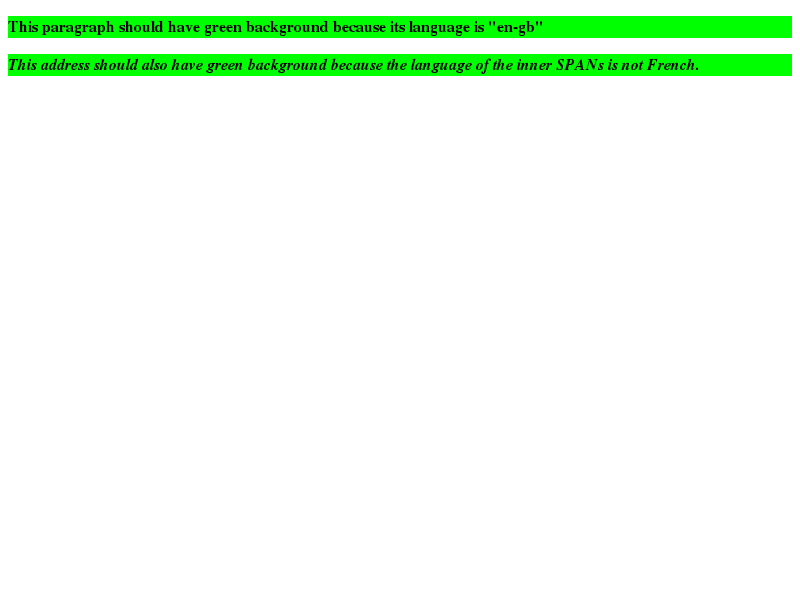 This paragraph should have green background because its language is "en-gb"
This address should also have green background because the language of the inner SPANs is not French.